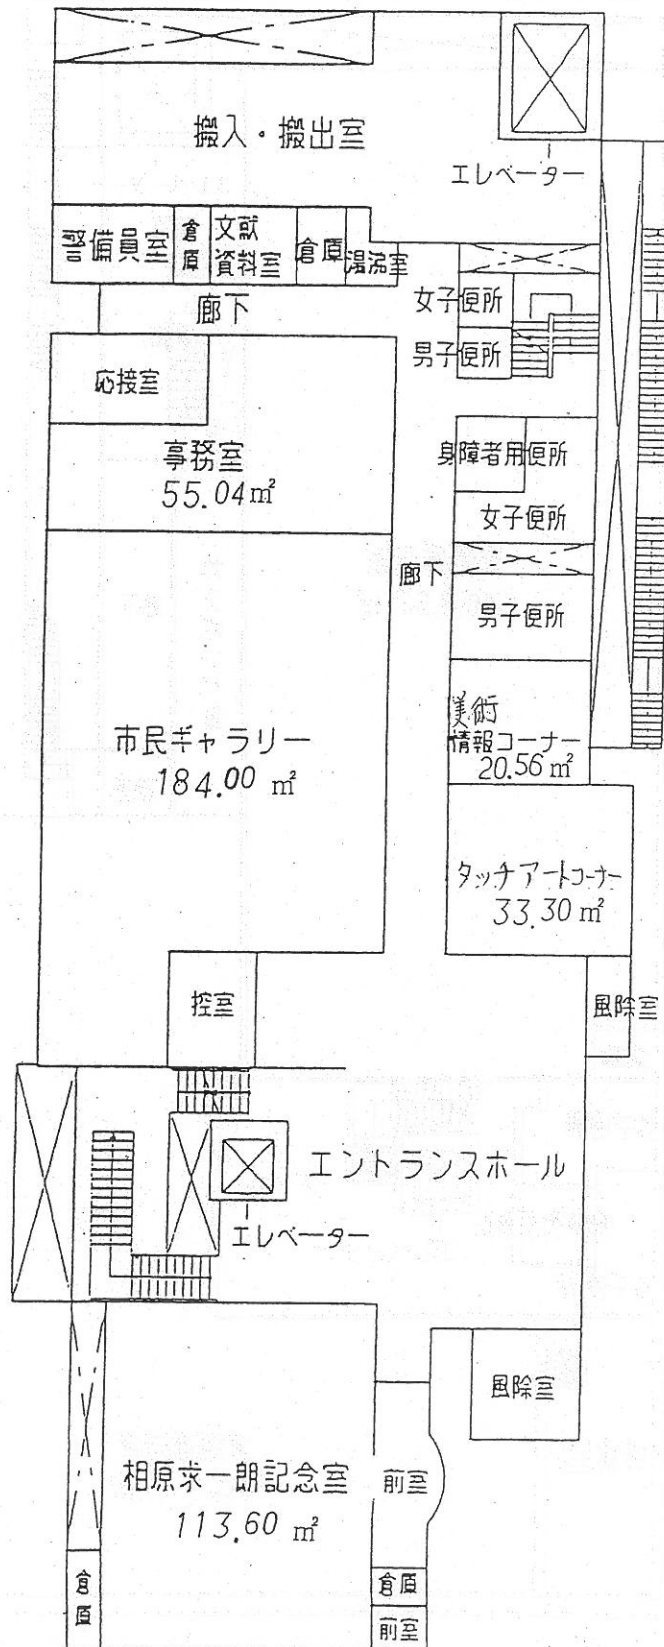 搬入・搬出室
エレベーター
警備員室
倉庫
文献
資料室
倉庫
湯沸室
女子便所
廊下
男子便所
応接室
事務室
55.04㎡
身障者用便所
女子便所
廊下
男子便所
市民ギャラリー
184.00 ㎡
美術
情報コーナー
20.56 ㎡
タッチアートコーナー
33.30 ㎡
控室
風除室
エントランスホール
エレベーター
風除室
相原求一朗記念室
113.60 ㎡
前室
倉庫
倉庫
前室